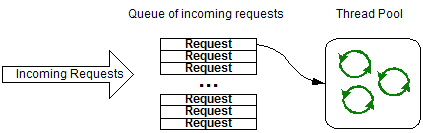 Queue of incoming requests
Thread Pool
Incoming Requests
Request
Request
Request
...
Request
Request
Request